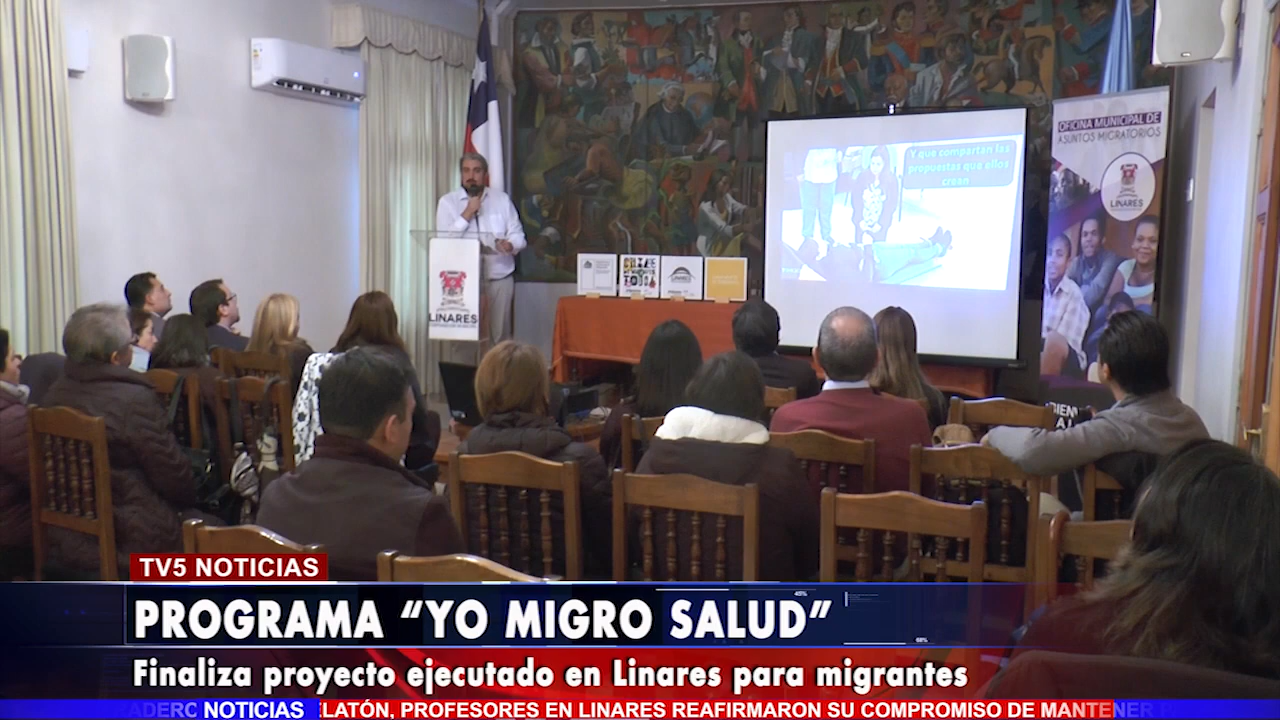 Y que compartan las
propuestas que ellos
crean
OFICINA MUNICIPAL DE
ASUNTOS MIGRATORIOS
LINARES
LINARES
TV5 NOTICIAS
PROGRAMA “YO MIGRO SALUD”
Finaliza proyecto ejecutado en Linares para migrantes
NOTICIAS
ELATÓN, PROFESORES EN LINARES REAFIRMARON SU COMPROMISO DE MANTENER